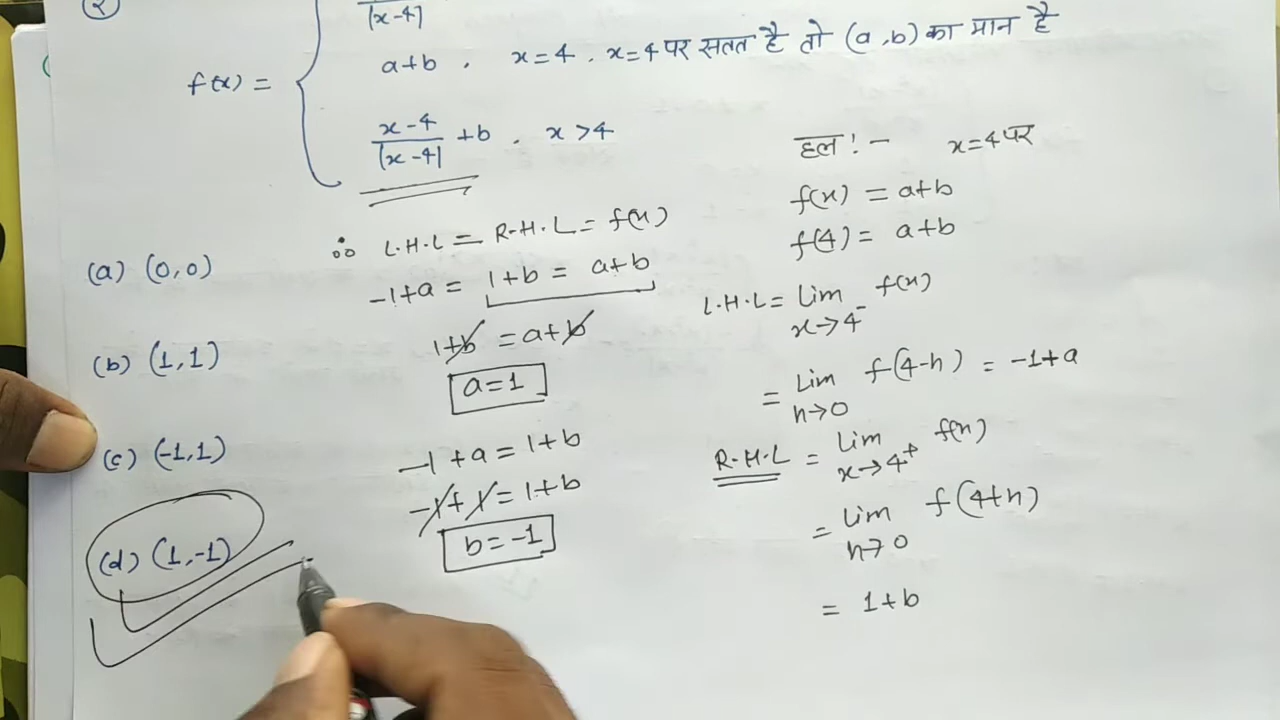 २
|x-4|
f(x) =
a+b , x=4 . x=4 पर सतत है तो (a,b) का मान है
x-4
|x-4|
+b . x>4
(a) (0,0)
(b) (1,1)
(c) (-1,1)
(d) (1,-1)
∴ L.H.L = R.H.L = f(x)
-1+a = 1+b = a+b
1+b = a+b
a=1
-1+a = 1+b
-1+1 = 1+b
b=-1
हल ! - x=4 पर
f(x) = a+b
f(4) = a+b
L.H.L = lim f(x)
x→4⁻
= lim f(4-h) = -1+a
h→0
R.H.L = lim f(x)
x→4⁺
= lim f(4+h)
h→0
= 1+b